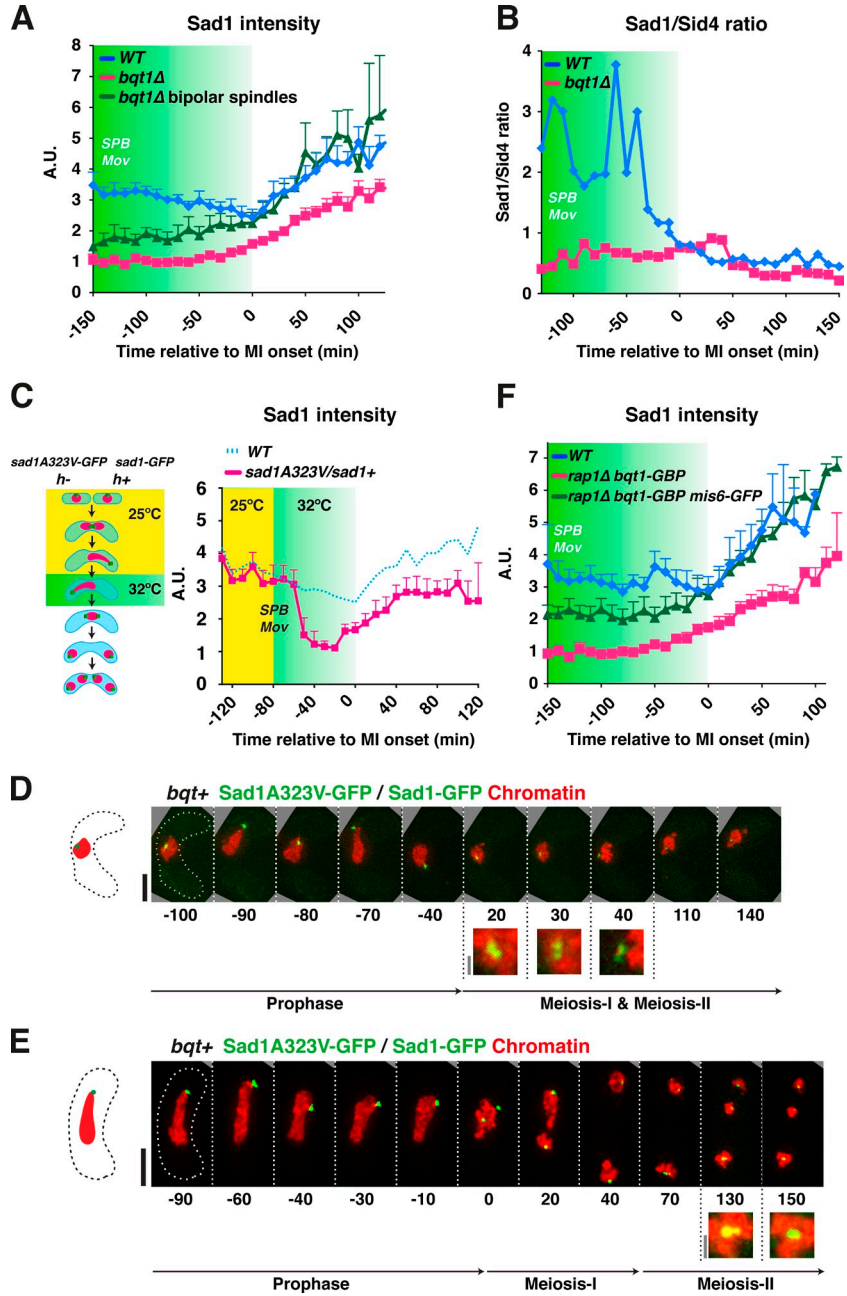 A
Sad1 intensity
8
7
6
5
4
3
2
1
0
A.U.
WT
bqt1Δ
bqt1Δ bipolar spindles
SPB
Mov
-150
-100
-50
0
50
100
Time relative to MI onset (min)
B
Sad1/Sid4 ratio
4
3
2
1
0
Sad1/Sid4 ratio
WT
bqt1Δ
SPB
Mov
-100
-50
0
50
100
150
Time relative to MI onset (min)
C
sad1A323V-GFP sad1-GFP
h- h+
25ºC
32ºC
Sad1 intensity
WT
sad1A323V/sad1+
6
5
4
3
2
1
0
A.U.
25ºC 32ºC
SPB
Mov
-120
-80
-40
0
40
80
120
Time relative to MI onset (min)
F
Sad1 intensity
7
6
5
4
3
2
1
0
A.U.
WT
rap1Δ bqt1-GBP
rap1Δ bqt1-GBP mis6-GFP
SPB
Mov
-150
-100
-50
0
50
100
Time relative to MI onset (min)
D
bqt+ Sad1A323V-GFP / Sad1-GFP Chromatin
-100 -90 -80 -70 -40 20 30 40 110 140
Prophase Meiosis-I & Meiosis-II
E
bqt+ Sad1A323V-GFP / Sad1-GFP Chromatin
-90 -60 -40 -30 -10 0 20 40 70 130 150
Prophase Meiosis-I Meiosis-II